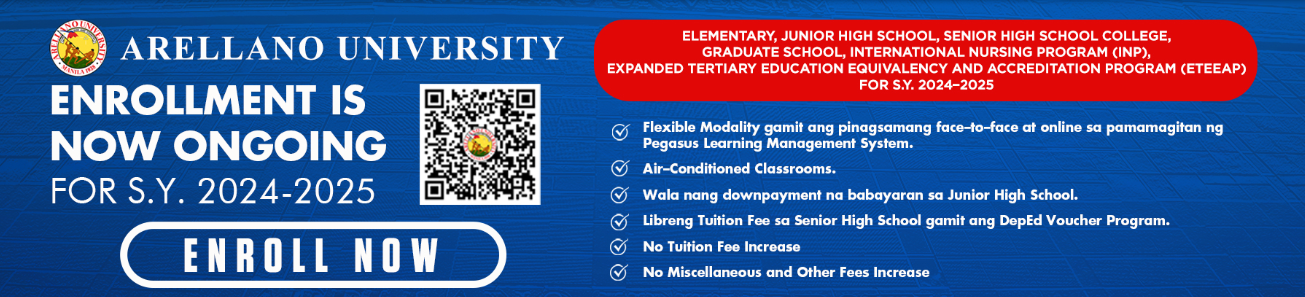 ARELLANO UNIVERSITY
ENROLLMENT IS
NOW ONGOING
FOR S.Y. 2024-2025
ENROLL NOW
ELEMENTARY, JUNIOR HIGH SCHOOL, SENIOR HIGH SCHOOL COLLEGE,
GRADUATE SCHOOL, INTERNATIONAL NURSING PROGRAM (INP),
EXPANDED TERTIARY EDUCATION EQUIVALENCY AND ACCREDITATION PROGRAM (ETEEAP)
FOR S.Y. 2024–2025
Flexible Modality gamit ang pinagsamang face–to–face at online sa pamamagitan ng
Pegasus Learning Management System.
Air–Conditioned Classrooms.
Wala nang downpayment na babayaran sa Junior High School.
Libreng Tuition Fee sa Senior High School gamit ang DepEd Voucher Program.
No Tuition Fee Increase
No Miscellaneous and Other Fees Increase